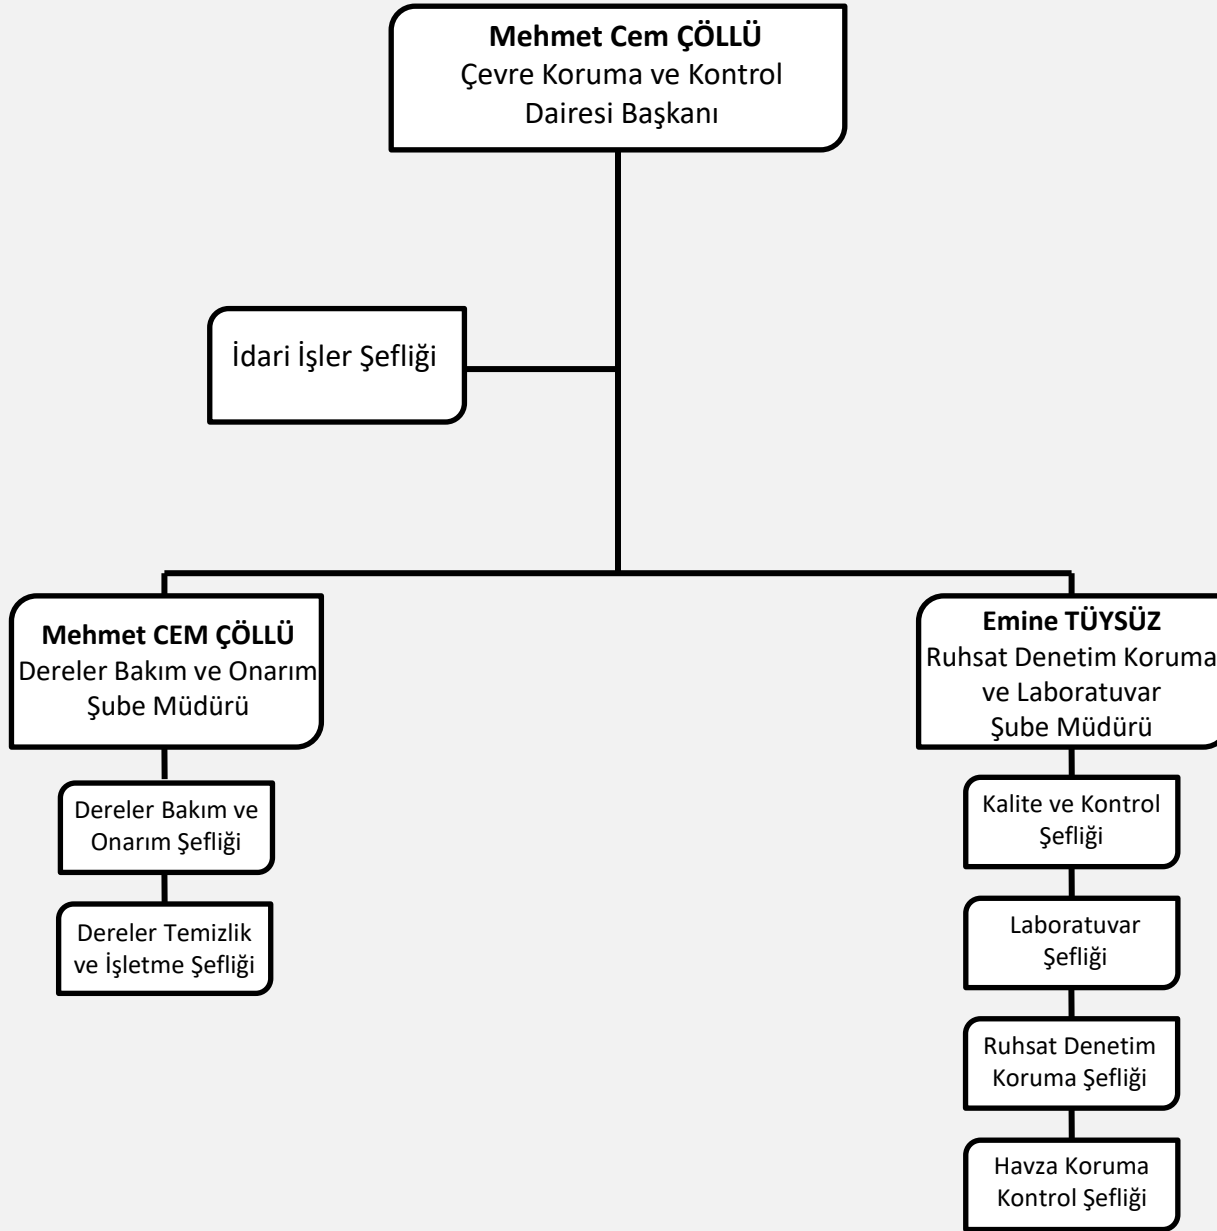 Mehmet Cem ÇÖLLÜ
Çevre Koruma ve Kontrol
Dairesi Başkanı
İdari İşler Şefliği
Mehmet CEM ÇÖLLÜ
Dereler Bakım ve Onarım
Şube Müdürü
Dereler Bakım ve
Onarım Şefliği
Dereler Temizlik
ve İşletme Şefliği
Emine TÜYSÜZ
Ruhsat Denetim Koruma
ve Laboratuvar
Şube Müdürü
Kalite ve Kontrol
Şefliği
Laboratuvar
Şefliği
Ruhsat Denetim
Koruma Şefliği
Havza Koruma
Kontrol Şefliği